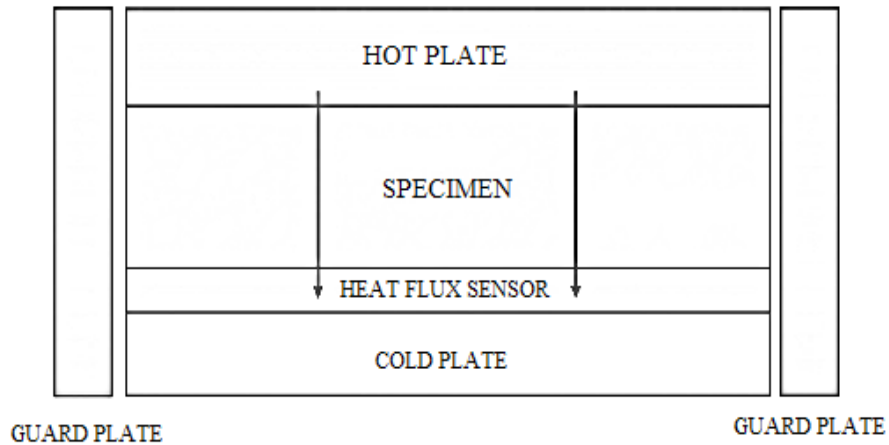 HOT PLATE
SPECIMEN
HEAT FLUX SENSOR
COLD PLATE
GUARD PLATE
GUARD PLATE